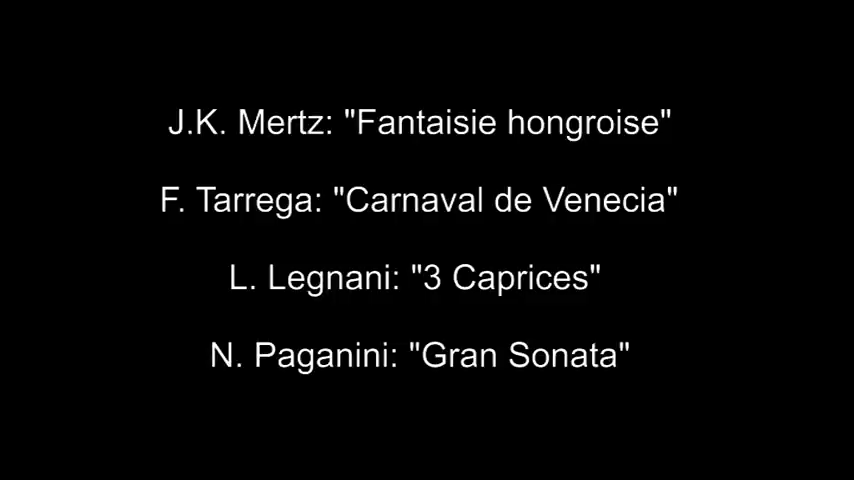 J.K. Mertz: "Fantaisie hongroise"
F. Tarrega: "Carnaval de Venecia"
L. Legnani: "3 Caprices"
N. Paganini: "Gran Sonata"